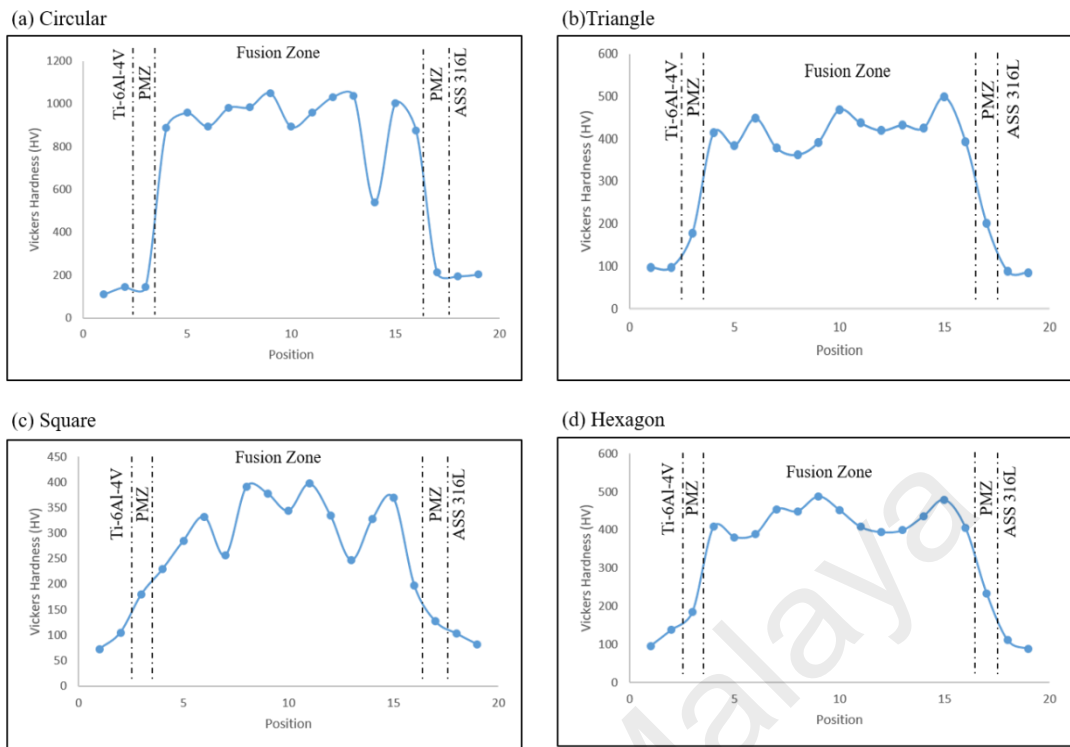 (a) Circular
Ti-6Al-4V
PMZ
Fusion Zone
PMZ
ASS 316L
Vickers Hardness (HV)
1200
1000
800
600
400
200
0
0 5 10 15 20
Position
(b)Triangle
Ti-6Al-4V
PMZ
Fusion Zone
PMZ
ASS 316L
Vickers Hardness (HV)
600
500
400
300
200
100
0
0 5 10 15 20
Position
(c) Square
Ti-6Al-4V
PMZ
Fusion Zone
PMZ
ASS 316L
Vickers Hardness (HV)
450
400
350
300
250
200
150
100
50
0
0 5 10 15 20
Position
(d) Hexagon
Ti-6Al-4V
PMZ
Fusion Zone
PMZ
ASS 316L
Vickers Hardness (HV)
600
500
400
300
200
100
0
0 5 10 15 20
Position
Malaya